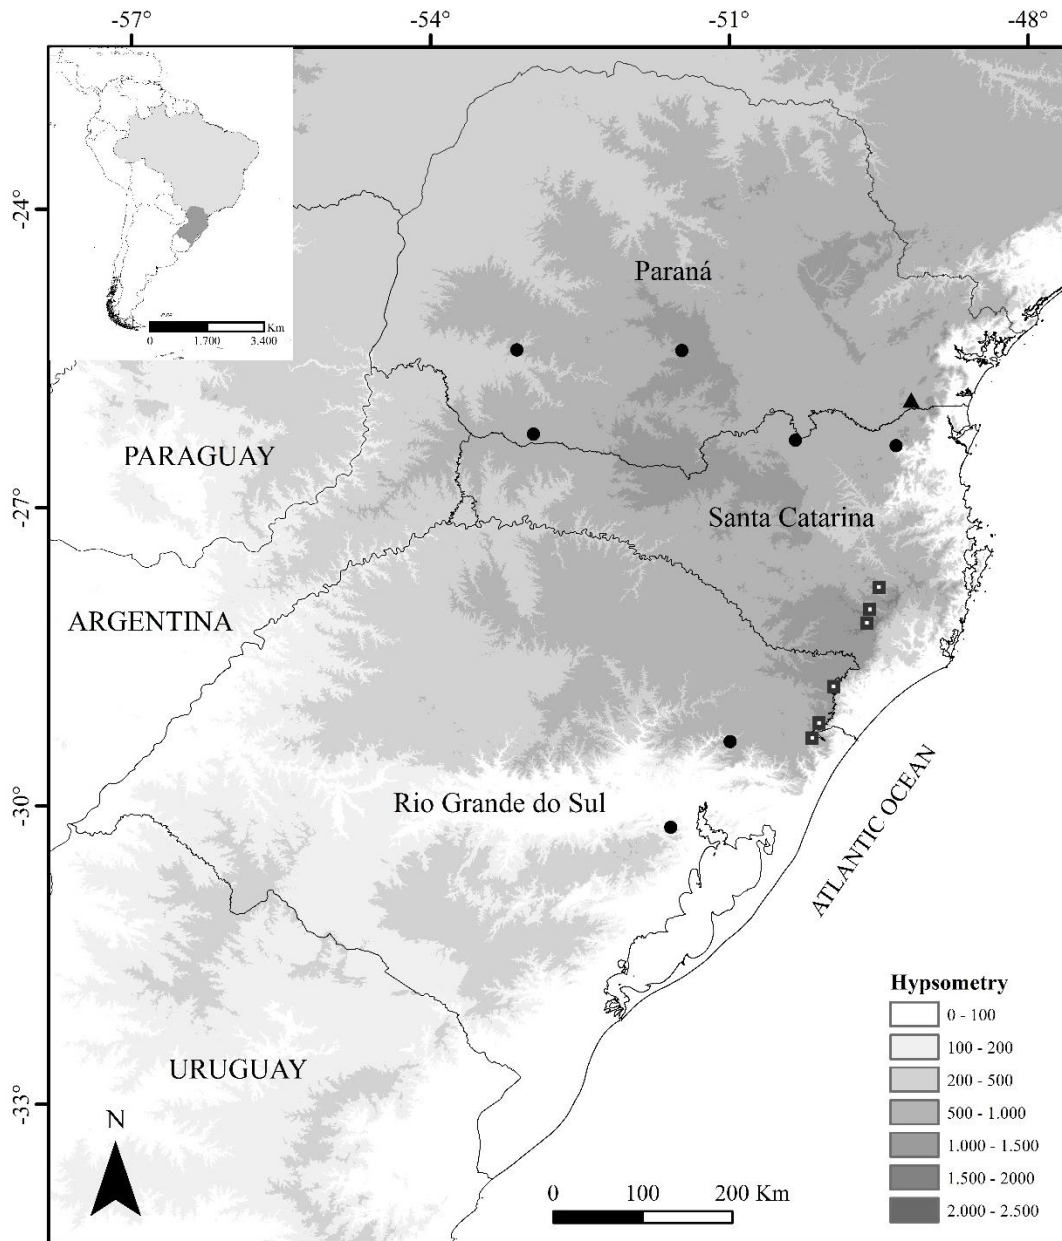 -57° -54° -51° -48°
Km
0 1.700 3.400
-24°
Paraná
PARAGUAY
-27°
Santa Catarina
ARGENTINA
-30°
Rio Grande do Sul
ATLANTIC OCEAN
Hypsometry
0 - 100
100 - 200
200 - 500
500 - 1.000
1.000 - 1.500
1.500 - 2000
2.000 - 2.500
URUGUAY
-33°
N
0 100 200 Km